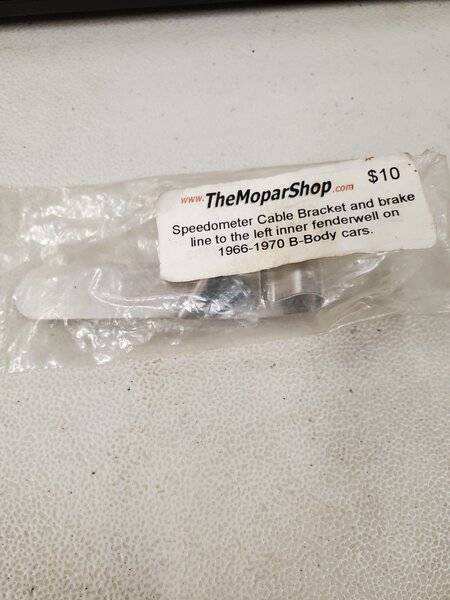 www.TheMoparShop.com $10
Speedometer Cable Bracket and brake
line to the left inner fenderwell on
1966-1970 B-Body cars.